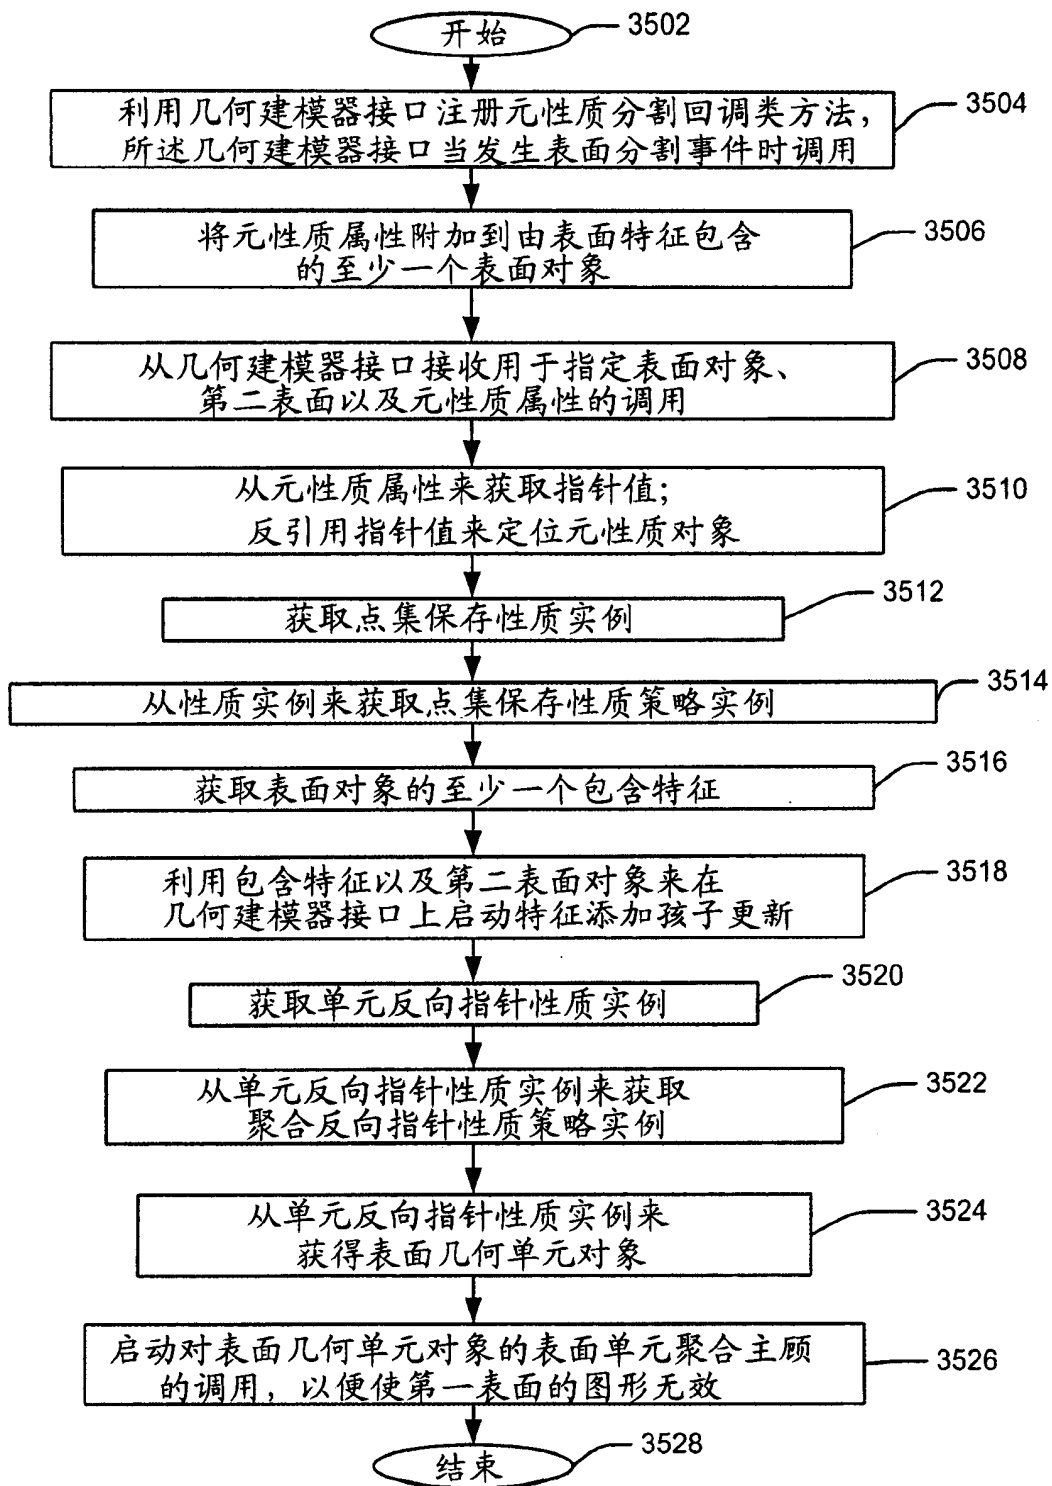 开始
3502
利用几何建模器接口注册元性质分割回调类方法,
所述几何建模器接口当发生表面分割事件时调用
3504
将元性质属性附加到由表面特征包含
的至少一个表面对象
3506
从几何建模器接口接收用于指定表面对象、
第二表面以及元性质属性的调用
3508
从元性质属性来获取指针值;
反引用指针值来定位元性质对象
3510
获取点集保存性质实例
3512
从性质实例来获取点集保存性质策略实例
3514
获取表面对象的至少一个包含特征
3516
利用包含特征以及第二表面对象来在
几何建模器接口上启动特征添加孩子更新
3518
获取单元反向指针性质实例
3520
从单元反向指针性质实例来获取
聚合反向指针性质策略实例
3522
从单元反向指针性质实例来
获得表面几何单元对象
3524
启动对表面几何单元对象的表面单元聚合主顾
的调用, 以便使第一表面的图形无效
3526
结束
3528